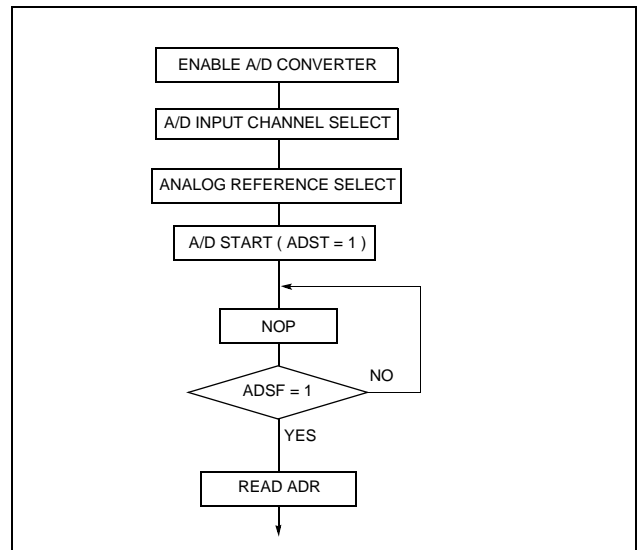 ENABLE A/D CONVERTER
A/D INPUT CHANNEL SELECT
ANALOG REFERENCE SELECT
A/D START ( ADST = 1 )
NOP
ADSF = 1
NO
YES
READ ADR